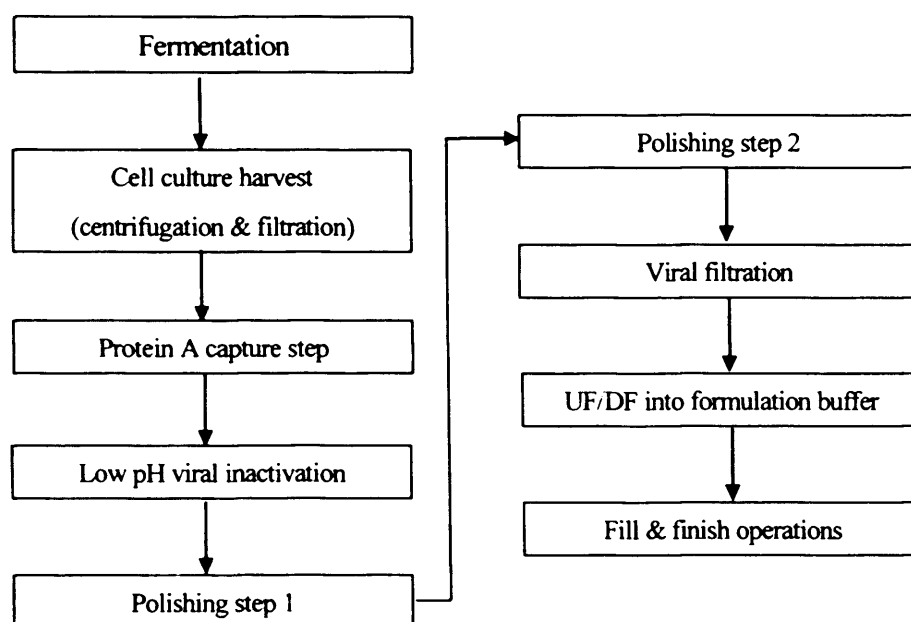 Fermentation
Cell culture harvest
(centrifugation & filtration)
Protein A capture step
Low pH viral inactivation
Polishing step 1
Polishing step 2
Viral filtration
UF/DF into formulation buffer
Fill & finish operations